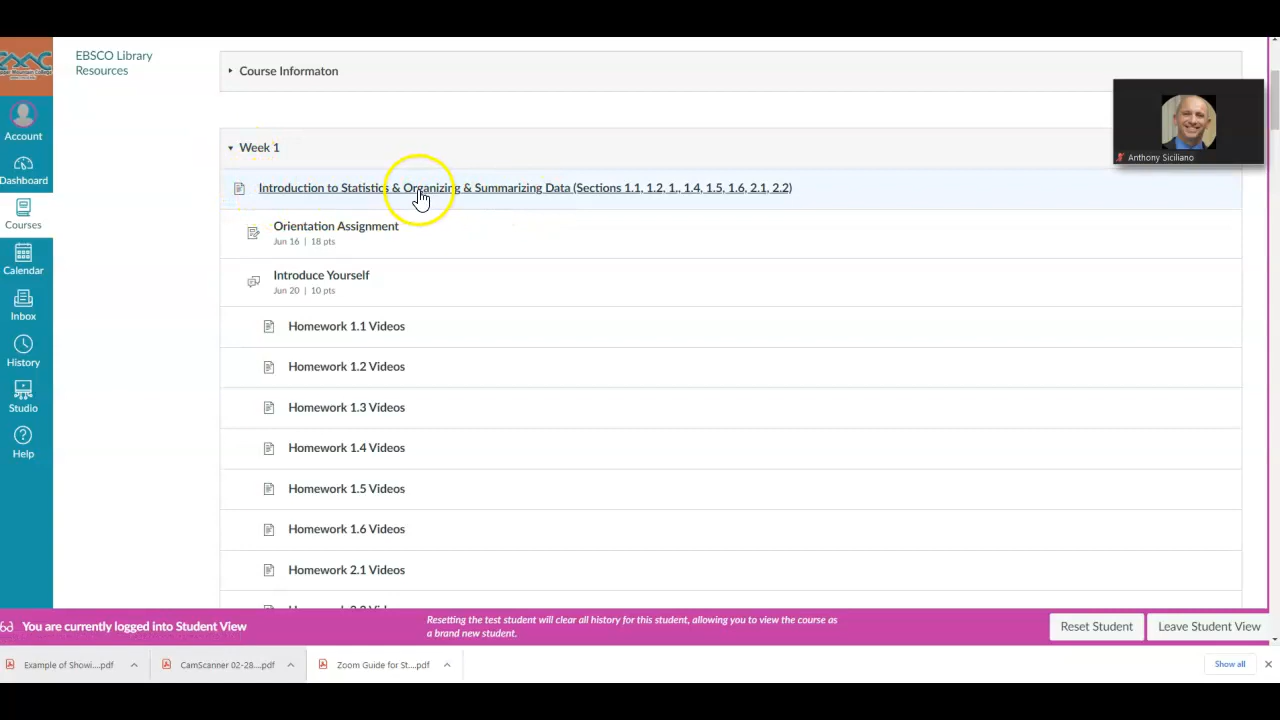 EBSCO Library
Resources
Course Informaton
Account
Dashboard
Courses
Calendar
Inbox
History
Studio
Help
Week 1
Introduction to Statistics & Organizing & Summarizing Data (Sections 1.1, 1.2, 1., 1.4, 1.5, 1.6, 2.1, 2.2)
Orientation Assignment
Jun 16 | 18 pts
Introduce Yourself
Jun 20 | 10 pts
Homework 1.1 Videos
Homework 1.2 Videos
Homework 1.3 Videos
Homework 1.4 Videos
Homework 1.5 Videos
Homework 1.6 Videos
Homework 2.1 Videos
Anthony Siciliano
You are currently logged into Student View
Resetting the test student will clear all history for this student, allowing you to view the course as
a brand new student.
Reset Student
Leave Student View
Example of Showi....pdf
CamScanner 02-28....pdf
Zoom Guide for St....pdf
Show all